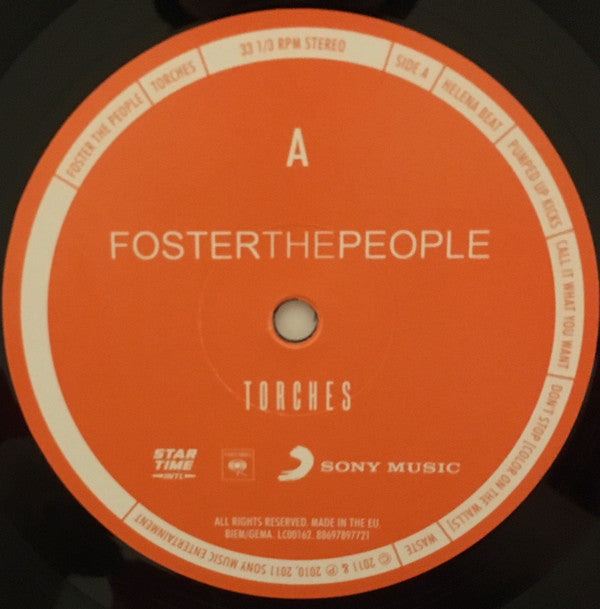 FOSTER THE PEOPLE
TORCHES
33 1/3 RPM STEREO
SIDE A
HELENA BEAT
PUMPED UP KICKS
CALL IT WHAT YOU WANT
DON'T STOP (COLOR ON THE WALLS)
WASTE
© 2011 & ℗ 2010, 2011 SONY MUSIC ENTERTAINMENT
A
FOSTERTHEPEOPLE
TORCHES
STAR
TIME
INTL
SONY MUSIC
ALL RIGHTS RESERVED. MADE IN THE EU.
BIEM/GEMA. LC00162. 88697897721